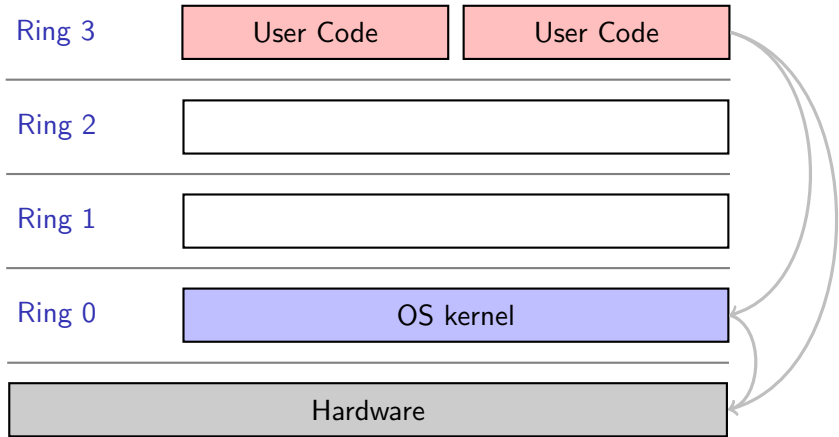 Ring 3
User Code
User Code
Ring 2
Ring 1
Ring 0
OS kernel
Hardware